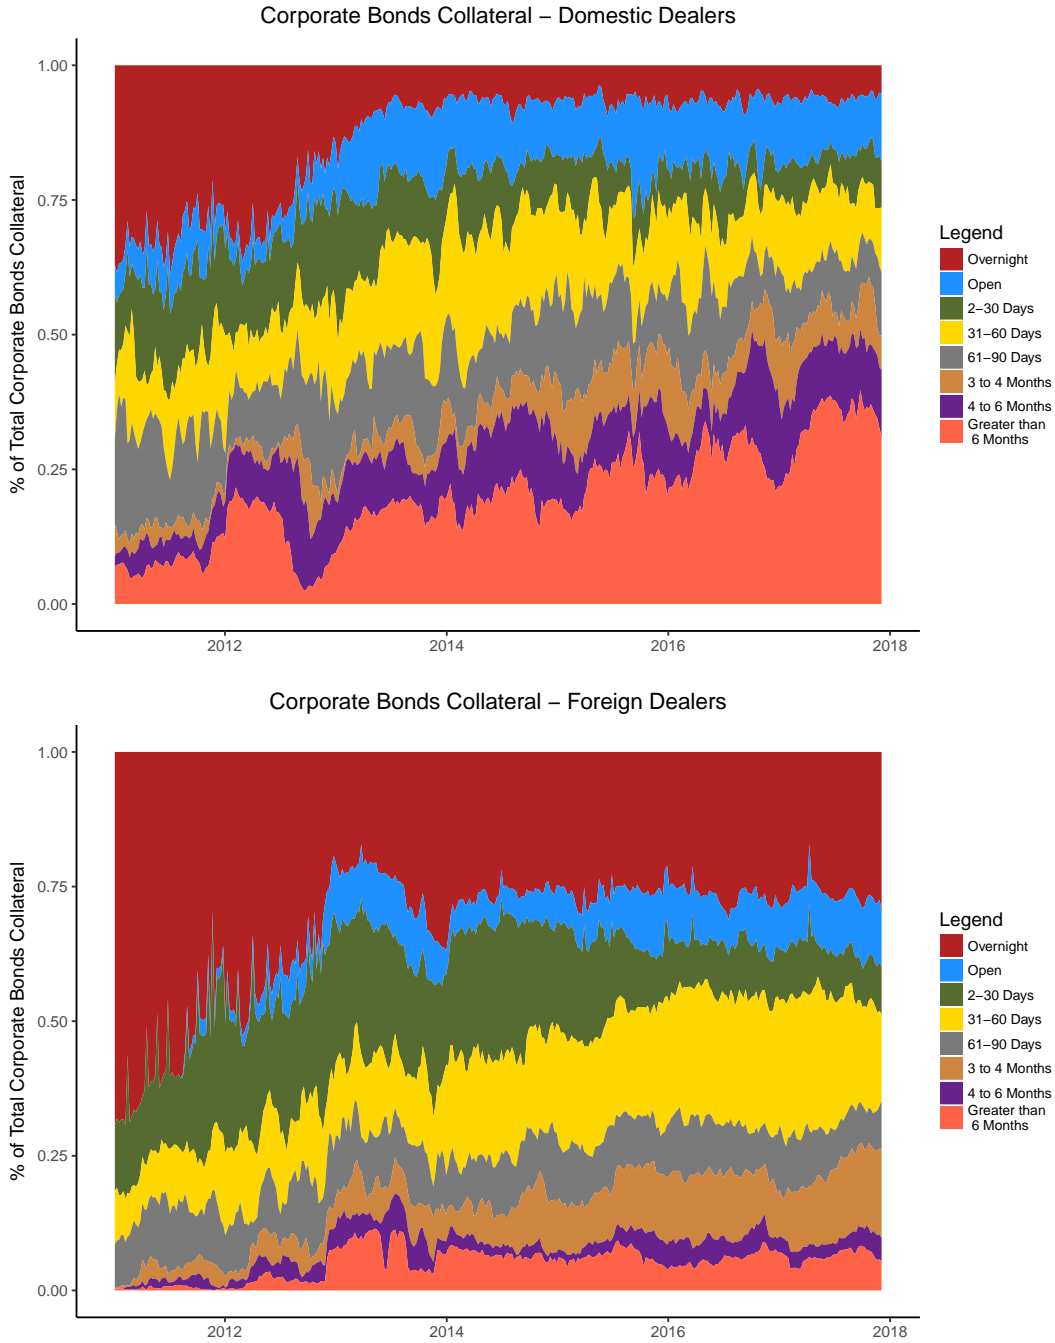 Corporate Bonds Collateral − Domestic Dealers
% of Total Corporate Bonds Collateral
1.00
0.75
0.50
0.25
0.00
2012
2014
2016
2018
Legend
Overnight
Open
2−30 Days
31−60 Days
61−90 Days
3 to 4 Months
4 to 6 Months
Greater than
6 Months
Corporate Bonds Collateral − Foreign Dealers
% of Total Corporate Bonds Collateral
1.00
0.75
0.50
0.25
0.00
2012
2014
2016
2018
Legend
Overnight
Open
2−30 Days
31−60 Days
61−90 Days
3 to 4 Months
4 to 6 Months
Greater than
6 Months